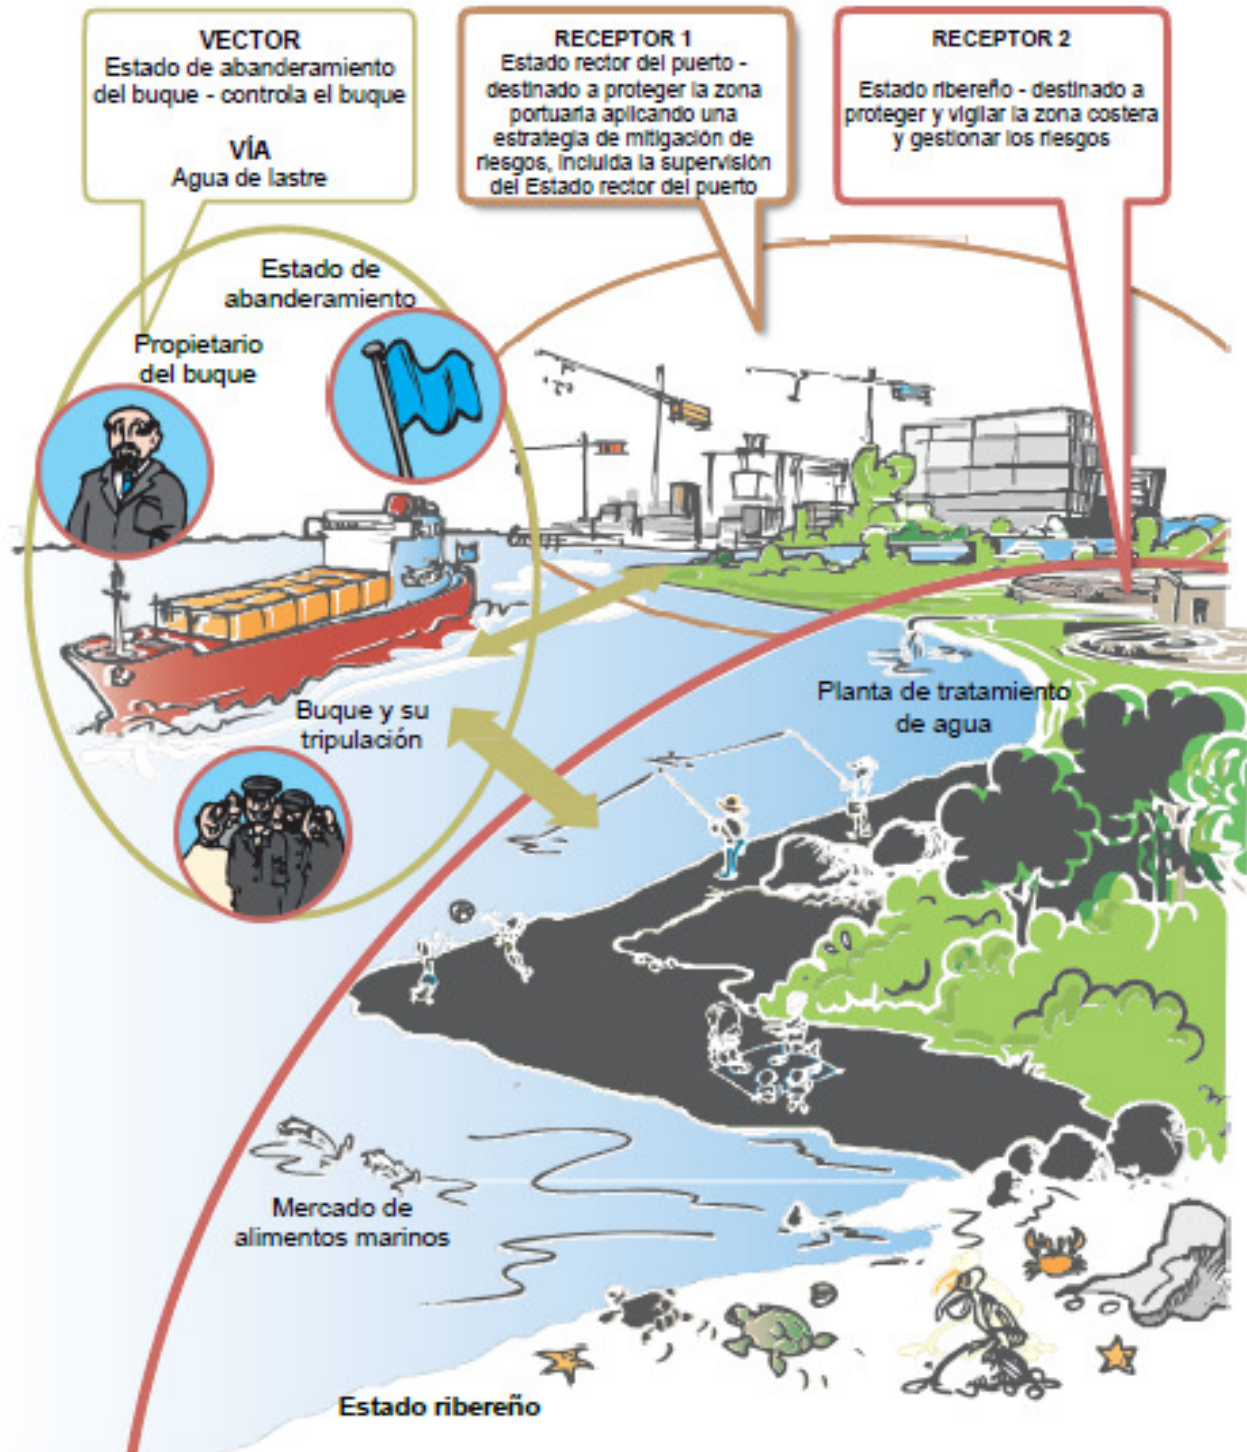 VECTOR
Estado de abanderamiento
del buque - controla el buque
VÍA
Agua de lastre
RECEPTOR 1
Estado rector del puerto -
destinado a proteger la zona
portuaria aplicando una
estrategia de mitigación de
riesgos, incluida la supervisión
del Estado rector del puerto
RECEPTOR 2
Estado ribereño - destinado a
proteger y vigilar la zona costera
y gestionar los riesgos
Estado de
abanderamiento
Propietario
del buque
Buque y su
tripulación
Planta de tratamiento
de agua
Mercado de
alimentos marinos
Estado ribereño